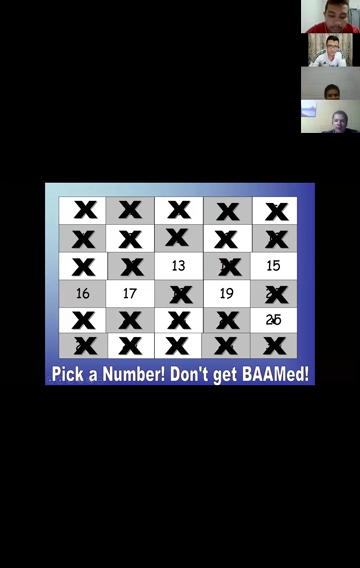 X X X X X
X X X X X
X X 13 X 15
16 17 X 19 X
X X X X 25
X X X X X
Pick a Number! Don't get BAAMed!